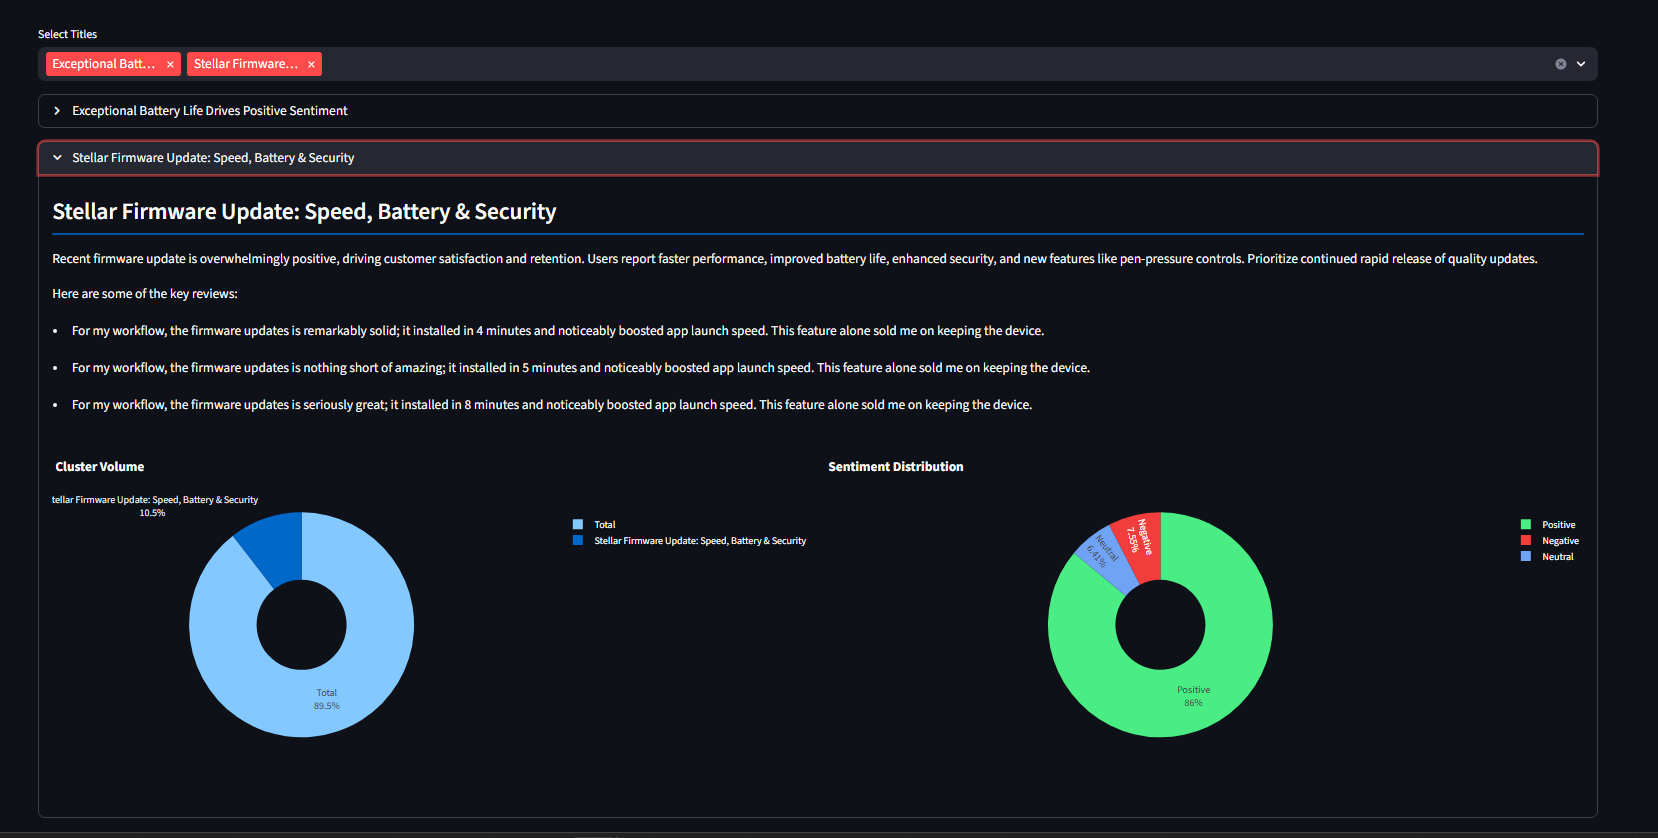 Select Titles
Exceptional Batt... ×
Stellar Firmware... ×
Exceptional Battery Life Drives Positive Sentiment
Stellar Firmware Update: Speed, Battery & Security
Stellar Firmware Update: Speed, Battery & Security
Recent firmware update is overwhelmingly positive, driving customer satisfaction and retention. Users report faster performance, improved battery life, enhanced security, and new features like pen-pressure controls. Prioritize continued rapid release of quality updates.
Here are some of the key reviews:
• For my workflow, the firmware updates is remarkably solid; it installed in 4 minutes and noticeably boosted app launch speed. This feature alone sold me on keeping the device.
• For my workflow, the firmware updates is nothing short of amazing; it installed in 5 minutes and noticeably boosted app launch speed. This feature alone sold me on keeping the device.
• For my workflow, the firmware updates is seriously great; it installed in 8 minutes and noticeably boosted app launch speed. This feature alone sold me on keeping the device.
Cluster Volume
tellar Firmware Update: Speed, Battery & Security
10.5%
Total
89.5%
Total
Stellar Firmware Update: Speed, Battery & Security
Sentiment Distribution
Neutral
6.41%
Negative
7.55%
Positive
86%
Positive
Negative
Neutral